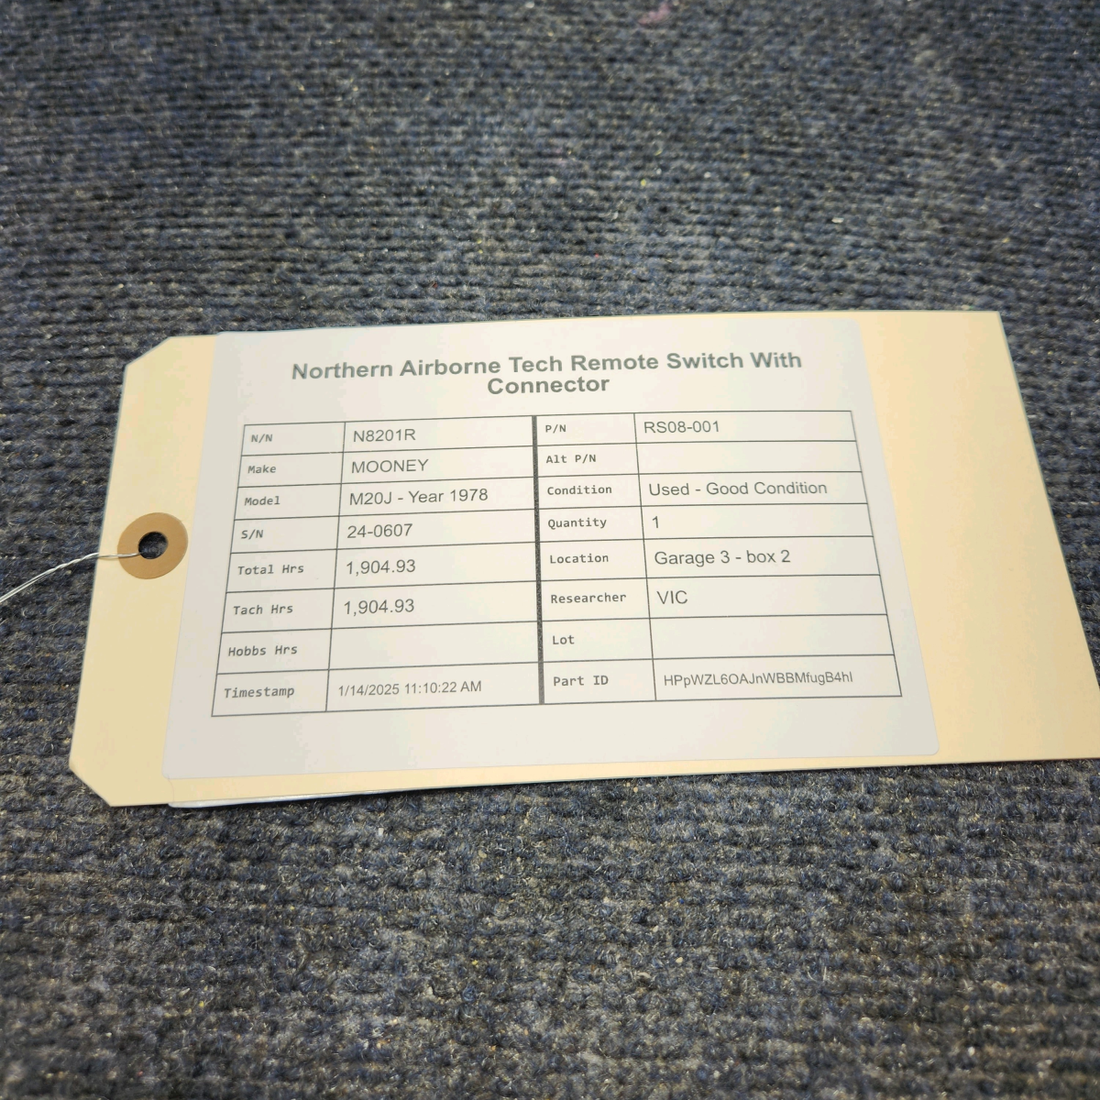 Northern Airborne Tech Remote Switch With
Connector
N/N N8201R P/N RS08-001
Make MOONEY Alt P/N
Model M20J - Year 1978 Condition Used - Good Condition
S/N 24-0607 Quantity 1
Total Hrs 1,904.93 Location Garage 3 - box 2
Tach Hrs 1,904.93 Researcher VIC
Hobbs Hrs Lot
Timestamp 1/14/2025 11:10:22 AM Part ID HPpWZL6OAJnWBBMfugB4hl